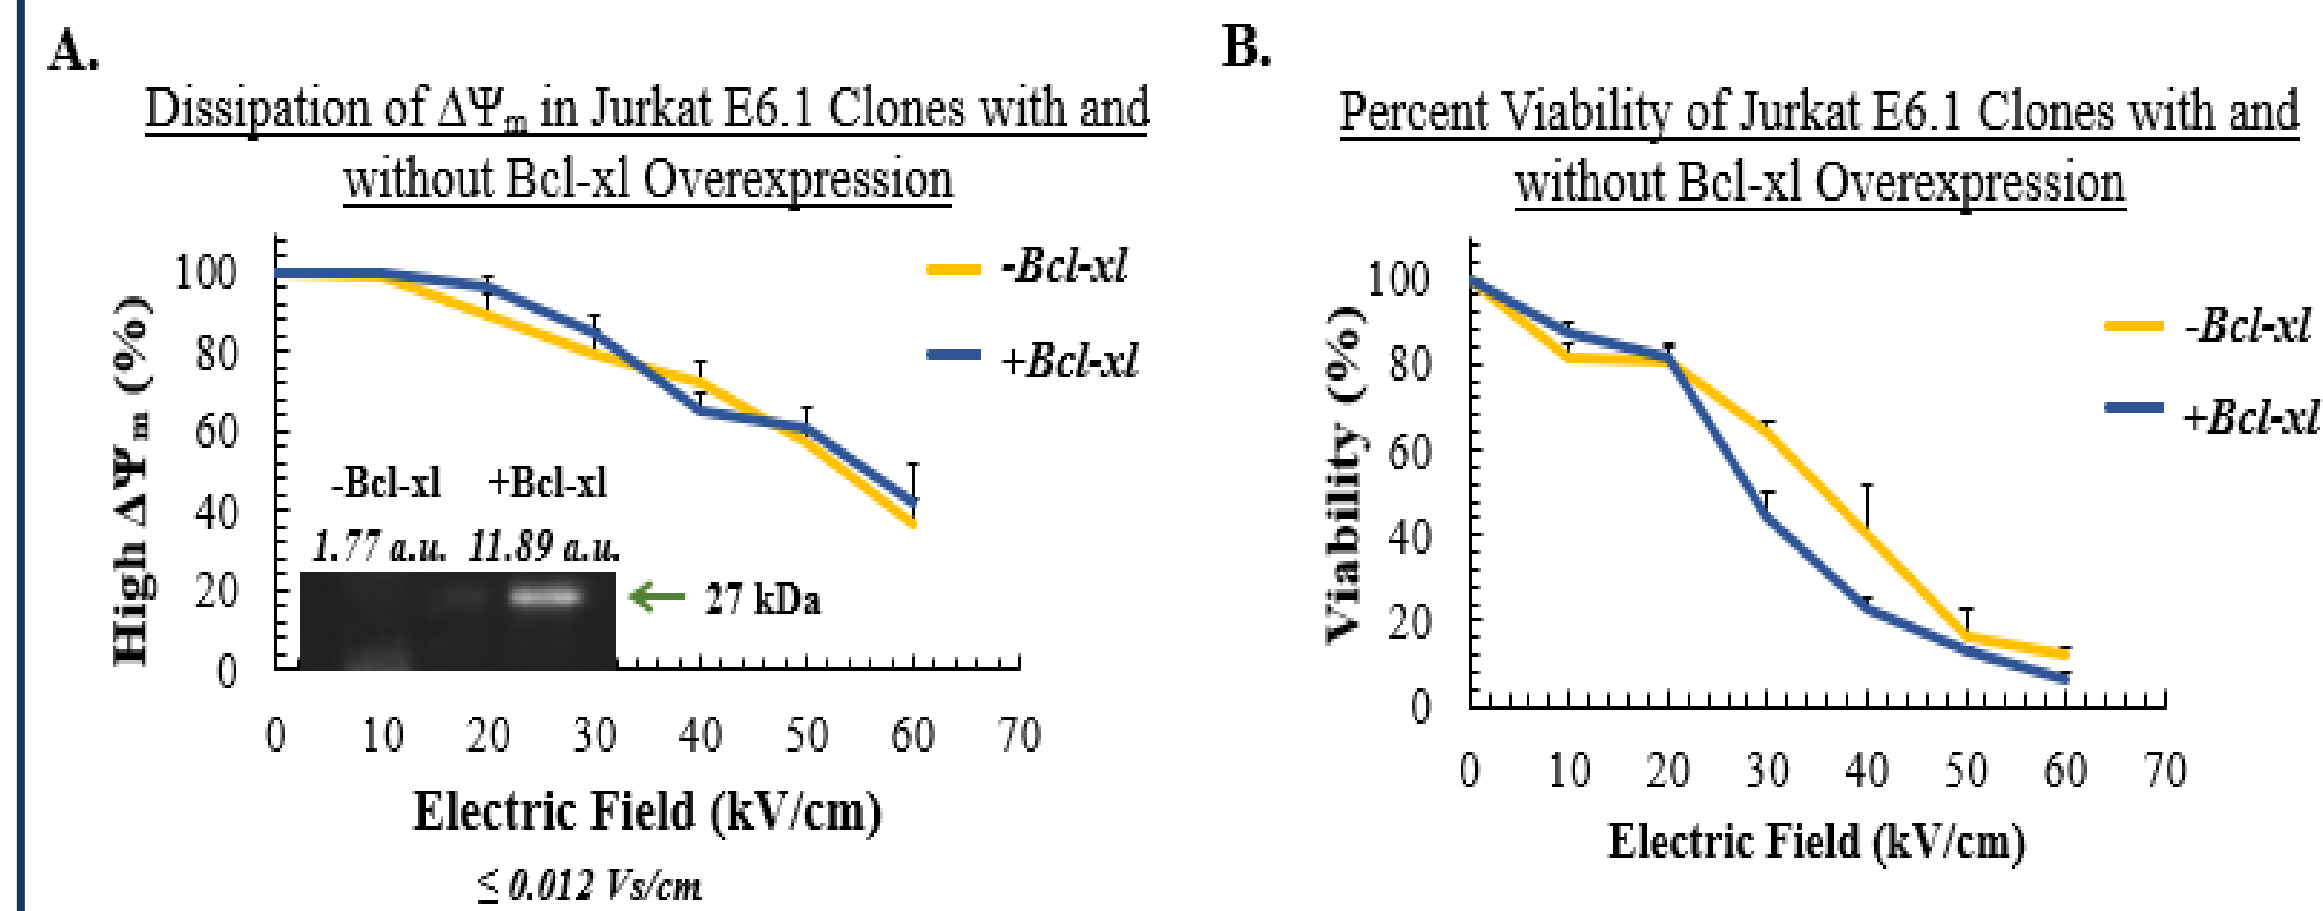 A.
Dissipation of ΔΨm in Jurkat E6.1 Clones with and
without Bcl-xl Overexpression
High ΔΨm (%)
100
80
60
40
20
0
-Bcl-xl
+Bcl-xl
-Bcl-xl +Bcl-xl
1.77 a.u. 11.89 a.u.
27 kDa
0 10 20 30 40 50 60 70
Electric Field (kV/cm)
≤ 0.012 Vs/cm
B.
Percent Viability of Jurkat E6.1 Clones with and
without Bcl-xl Overexpression
Viability (%)
100
80
60
40
20
0
-Bcl-xl
+Bcl-xl
0 10 20 30 40 50 60 70
Electric Field (kV/cm)